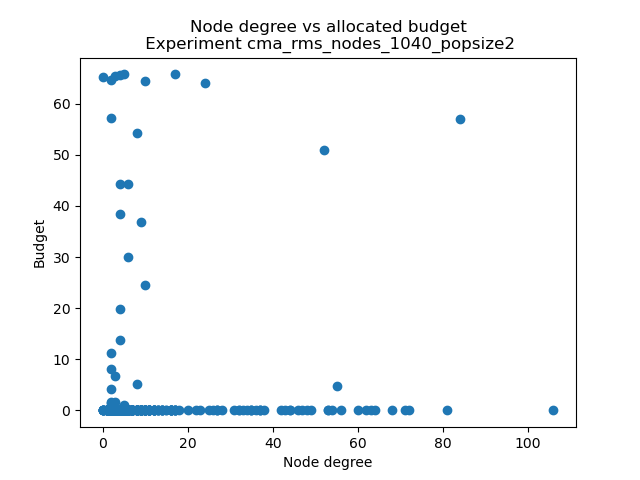 Node degree vs allocated budget
Experiment cma_rms_nodes_1040_popsize2
60
50
40
30
20
10
0
Budget
0 20 40 60 80 100
Node degree